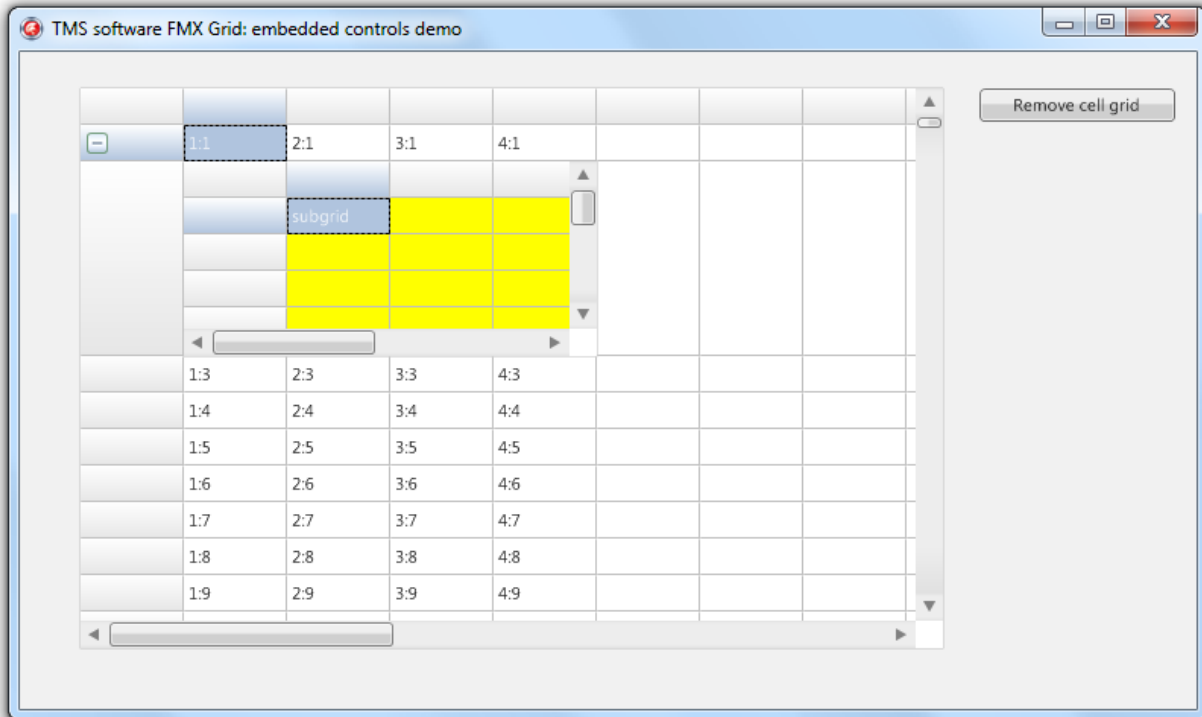 TMS software FMX Grid: embedded controls demo
Remove cell grid
1:1 2:1 3:1 4:1
subgrid
1:3 2:3 3:3 4:3
1:4 2:4 3:4 4:4
1:5 2:5 3:5 4:5
1:6 2:6 3:6 4:6
1:7 2:7 3:7 4:7
1:8 2:8 3:8 4:8
1:9 2:9 3:9 4:9